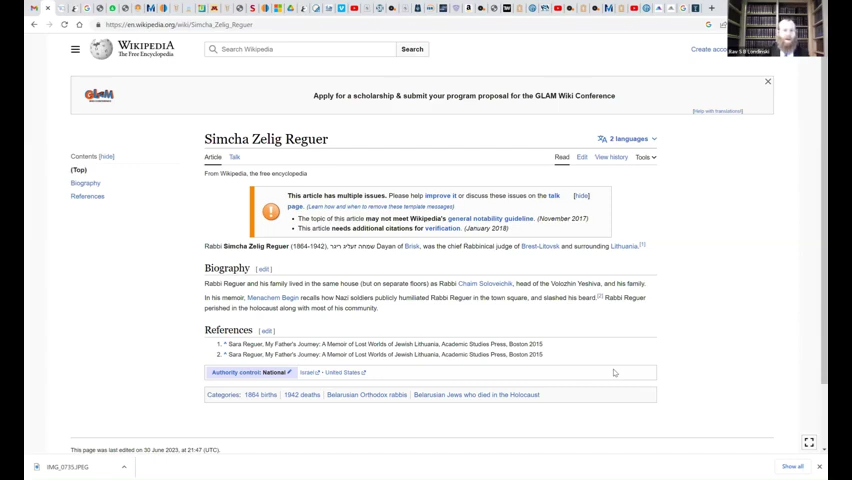 https://en.wikipedia.org/wiki/Simcha_Zelig_Reguer
WIKIPEDIA
The Free Encyclopedia
Search Wikipedia
Search
Create
Rav S B Londinski
GLAM
Apply for a scholarship & submit your program proposal for the GLAM Wiki Conference
[Help with translations!]
Simcha Zelig Reguer
2 languages
Contents [hide]
(Top)
Biography
References
Article Talk
Read Edit View history Tools
From Wikipedia, the free encyclopedia
This article has multiple issues. Please help improve it or discuss these issues on the talk
page. (Learn how and when to remove these template messages)
[hide]
• The topic of this article may not meet Wikipedia's general notability guideline. (November 2017)
• This article needs additional citations for verification. (January 2018)
Rabbi Simcha Zelig Reguer (1864-1942), שמחה זעליג ריגר Dayan of Brisk, was the chief Rabbinical judge of Brest-Litovsk and surrounding Lithuania.[1]
Biography [edit]
Rabbi Reguer and his family lived in the same house (but on separate floors) as Rabbi Chaim Soloveichik, head of the Volozhin Yeshiva, and his family.
In his memoir, Menachem Begin recalls how Nazi soldiers publicly humiliated Rabbi Reguer in the town square, and slashed his beard.[2] Rabbi Reguer
perished in the holocaust along with most of his community.
References [edit]
1. ^ Sara Reguer, My Father's Journey: A Memoir of Lost Worlds of Jewish Lithuania, Academic Studies Press, Boston 2015
2. ^ Sara Reguer, My Father's Journey: A Memoir of Lost Worlds of Jewish Lithuania, Academic Studies Press, Boston 2015
Authority control: National Israel • United States
Categories: 1864 births | 1942 deaths | Belarusian Orthodox rabbis | Belarusian Jews who died in the Holocaust
This page was last edited on 30 June 2023, at 21:47 (UTC).
IMG_0735.JPEG
Show all